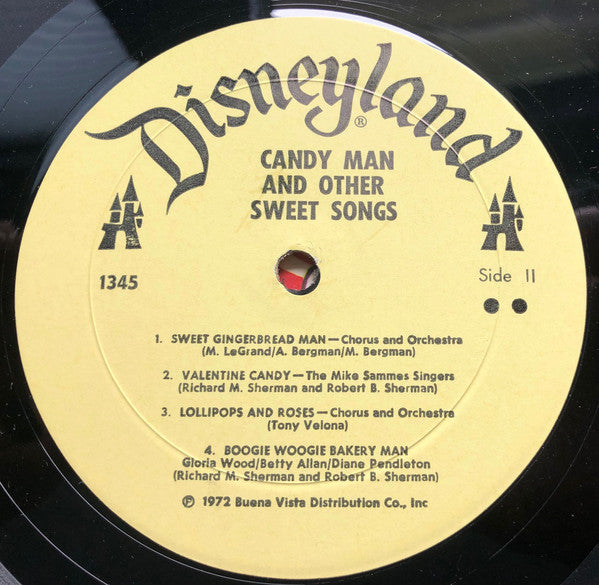 Disneyland®
CANDY MAN
AND OTHER
SWEET SONGS
1345
Side II
1. SWEET GINGERBREAD MAN—Chorus and Orchestra
(M. LeGrand/A. Bergman/M. Bergman)
2. VALENTINE CANDY—The Mike Sammes Singers
(Richard M. Sherman and Robert B. Sherman)
3. LOLLIPOPS AND ROSES—Chorus and Orchestra
(Tony Velona)
4. BOOGIE WOOGIE BAKERY MAN
Gloria Wood/Betty Allan/Diane Pendleton
(Richard M. Sherman and Robert B. Sherman)
℗ 1972 Buena Vista Distribution Co., Inc